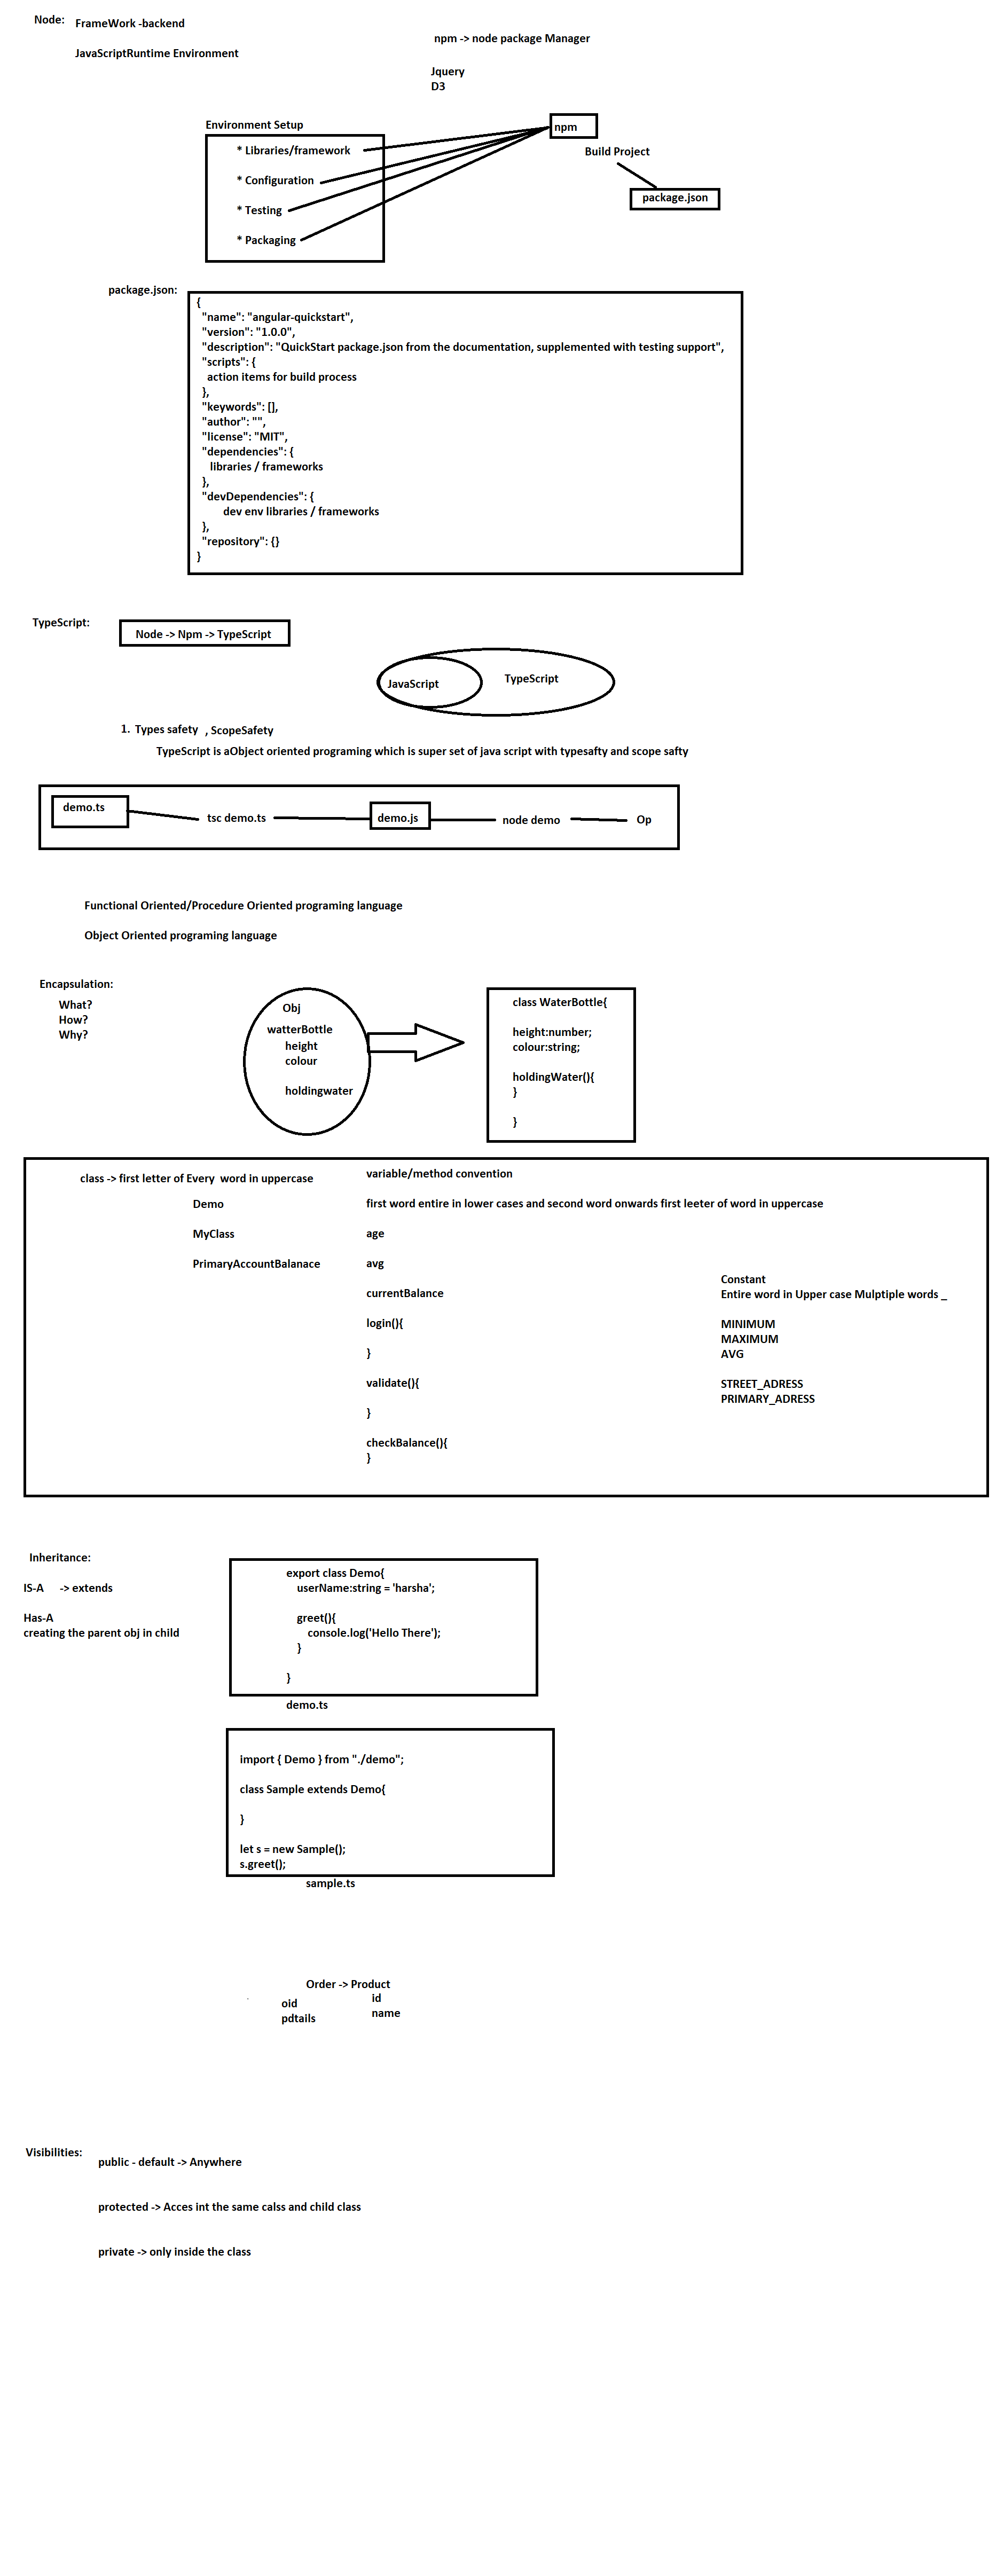 Node:
FrameWork -backend
JavaScriptRuntime Environment
npm -> node package Manager
Jquery
D3
Environment Setup
* Libraries/framework
* Configuration
* Testing
* Packaging
npm
Build Project
package.json
package.json:
{
"name": "angular-quickstart",
"version": "1.0.0",
"description": "QuickStart package.json from the documentation, supplemented with testing support",
"scripts": {
action items for build process
},
"keywords": [],
"author": "",
"license": "MIT",
"dependencies": {
libraries / frameworks
},
"devDependencies": {
dev env libraries / frameworks
},
"repository": {}
}
TypeScript:
Node -> Npm -> TypeScript
JavaScript
TypeScript
1. Types safety , ScopeSafety
TypeScript is aObject oriented programing which is super set of java script with typesafty and scope safty
demo.ts
tsc demo.ts
demo.js
node demo
Op
Functional Oriented/Procedure Oriented programing language
Object Oriented programing language
Encapsulation:
What?
How?
Why?
Obj
watterBottle
height
colour
holdingwater
class WaterBottle{
height:number;
colour:string;
holdingWater(){
}
}
class -> first letter of Every word in uppercase
Demo
MyClass
PrimaryAccountBalanace
variable/method convention
first word entire in lower cases and second word onwards first leeter of word in uppercase
age
avg
currentBalance
login(){
}
validate(){
}
checkBalance(){
}
Constant
Entire word in Upper case Mulptiple words _
MINIMUM
MAXIMUM
AVG
STREET_ADRESS
PRIMARY_ADRESS
Inheritance:
IS-A -> extends
Has-A
creating the parent obj in child
export class Demo{
userName:string = 'harsha';
greet(){
console.log('Hello There');
}
}
demo.ts
import { Demo } from "./demo";
class Sample extends Demo{
}
let s = new Sample();
s.greet();
sample.ts
Order -> Product
oid
pdtails
id
name
Visibilities:
public - default -> Anywhere
protected -> Acces int the same calss and child class
private -> only inside the class